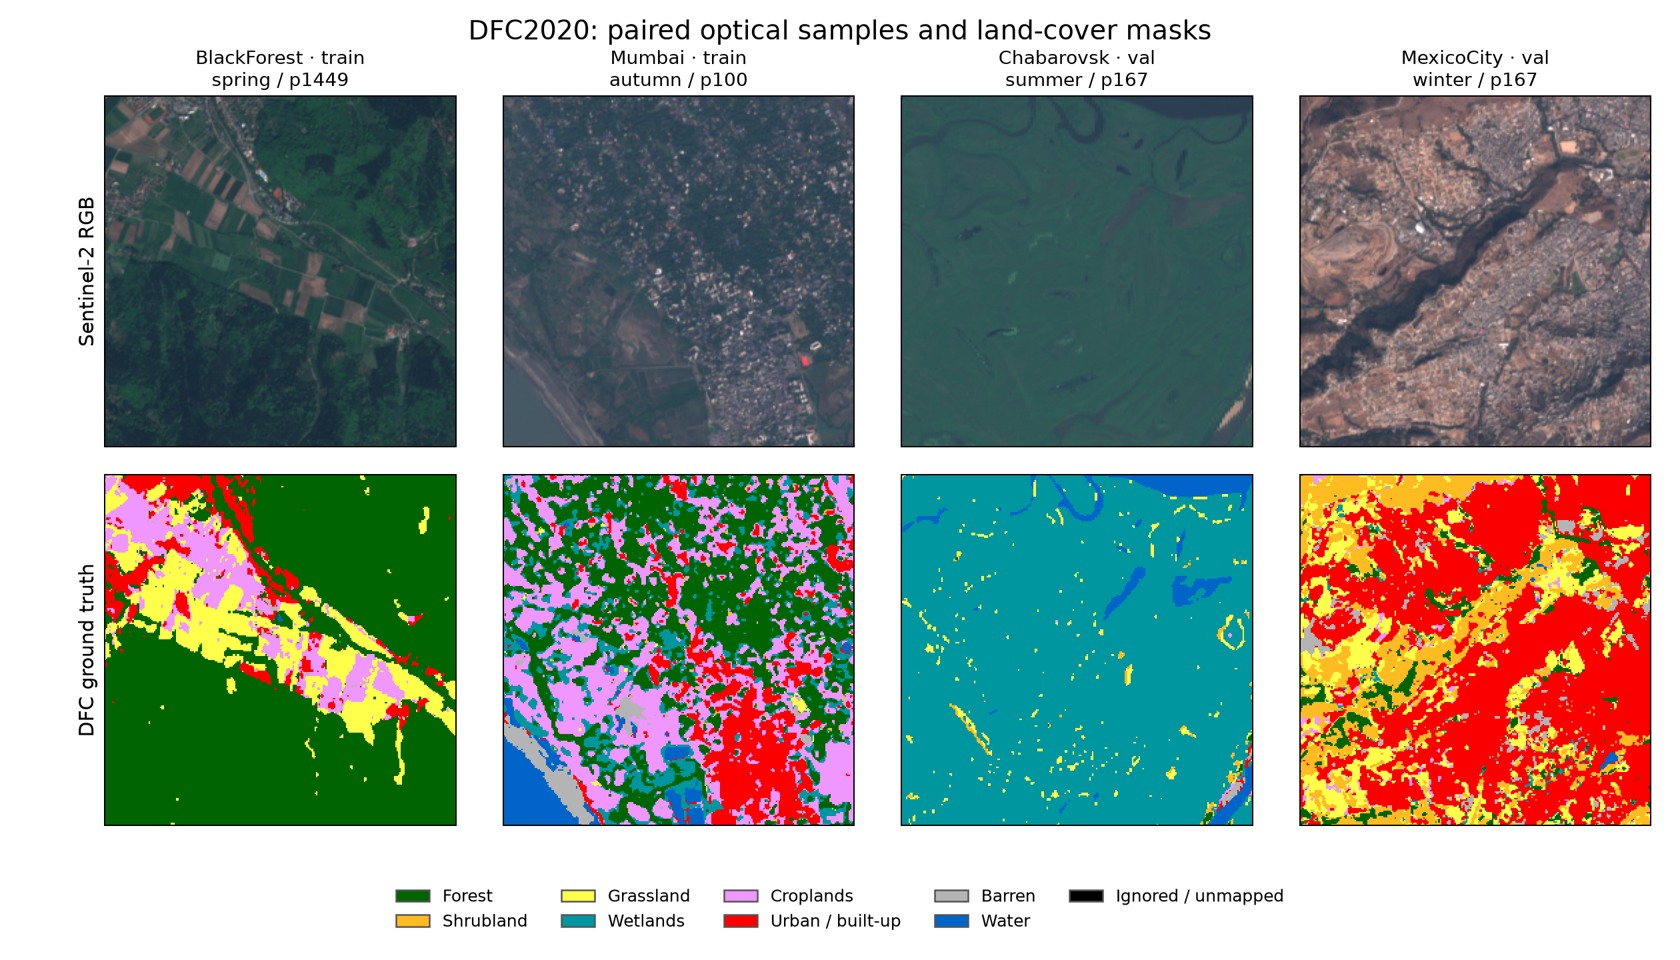 DFC2020: paired optical samples and land-cover masks
BlackForest · train
spring / p1449
Mumbai · train
autumn / p100
Chabarovsk · val
summer / p167
MexicoCity · val
winter / p167
Sentinel-2 RGB
DFC ground truth
Forest
Shrubland
Grassland
Wetlands
Croplands
Urban / built-up
Barren
Water
Ignored / unmapped